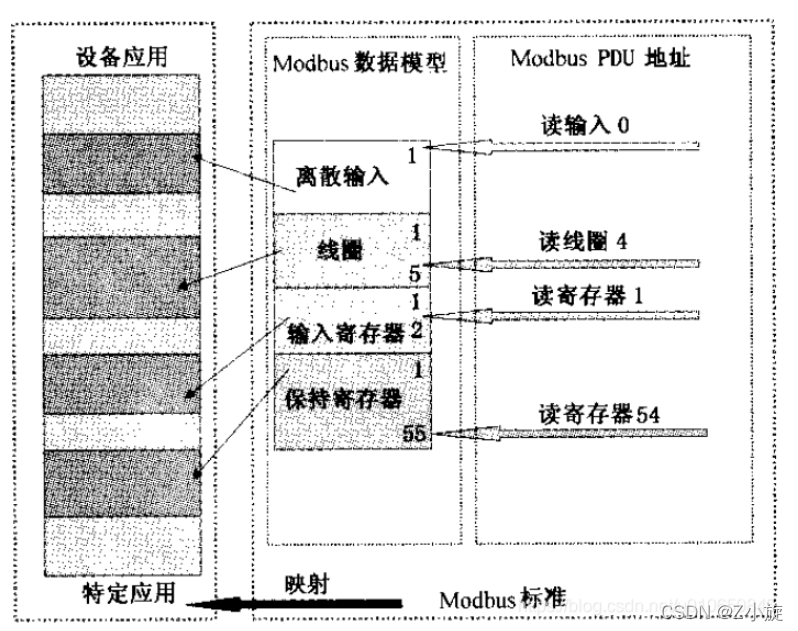 设备应用
Modbus 数据模型
Modbus PDU 地址
读输入 0
1
离散输入
1
线圈
读线圈 4
5
1
读寄存器 1
输入寄存器
2
1
保持寄存器
读寄存器 54
55
映射
特定应用
Modbus 标准
CSDN @Z小旋